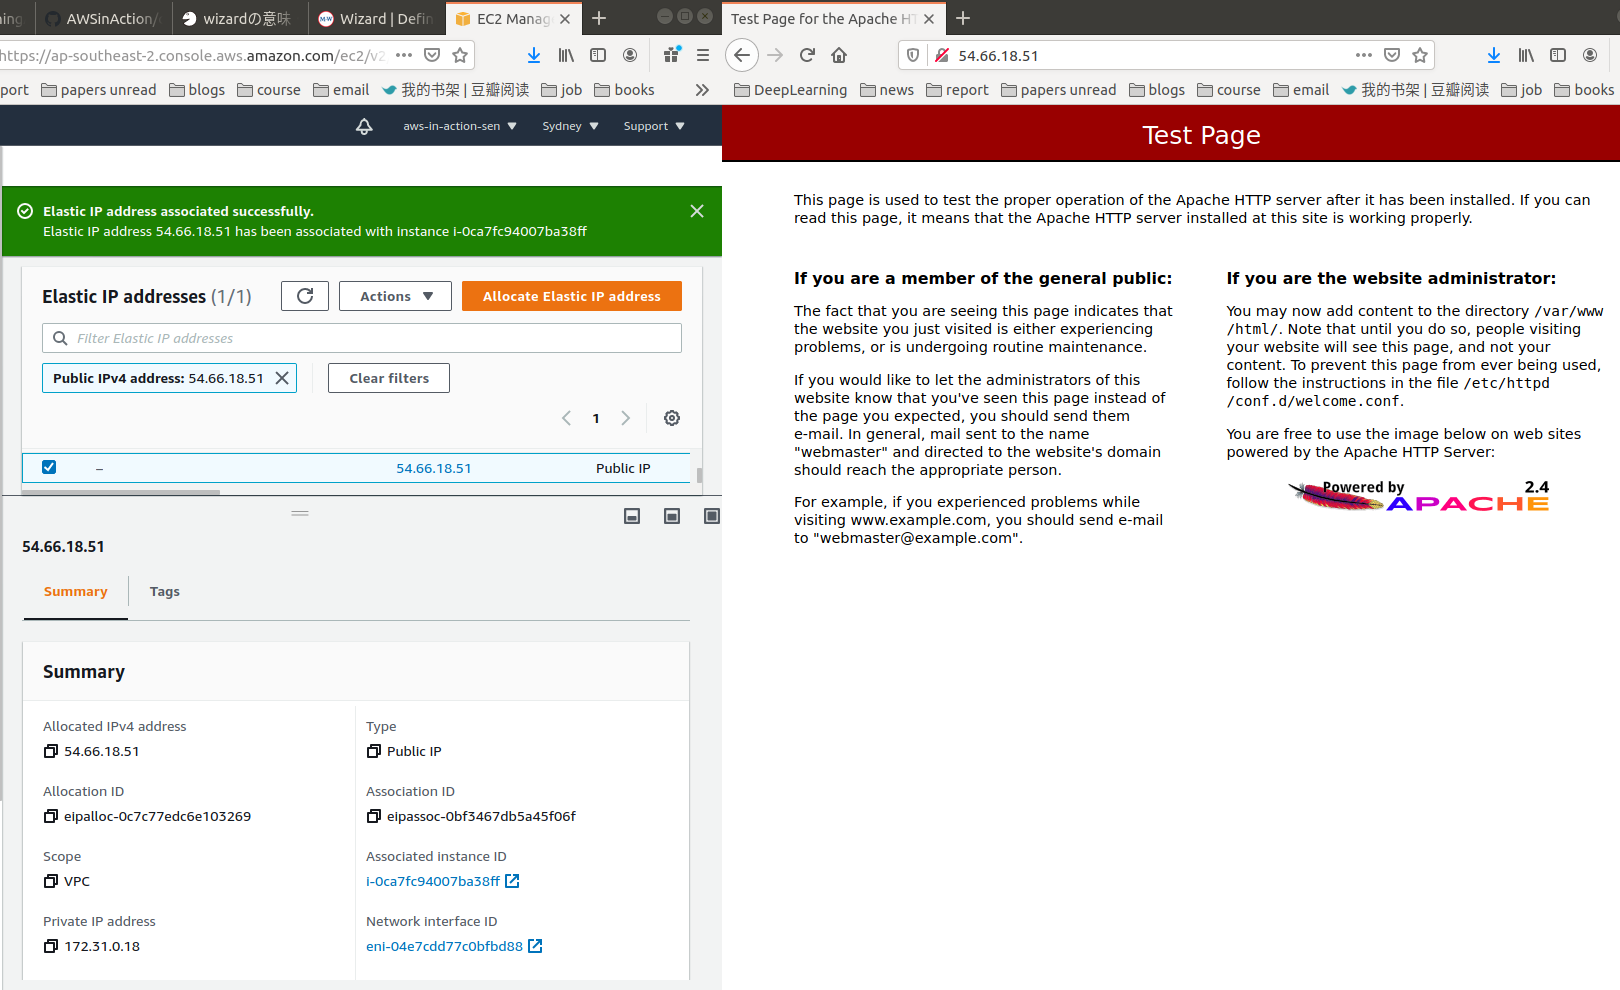 ning
AWSinAction/
wizardの意味
Wizard | Defin
EC2 Manag
https://ap-southeast-2.console.aws.amazon.com/ec2/v2
port
papers unread
blogs
course
email
我的书架 | 豆瓣阅读
job
books
aws-in-action-sen
Sydney
Support
Elastic IP address associated successfully.
Elastic IP address 54.66.18.51 has been associated with instance i-0ca7fc94007ba38ff
Elastic IP addresses (1/1)
Actions
Allocate Elastic IP address
Filter Elastic IP addresses
Public IPv4 address: 54.66.18.51
Clear filters
1
– 54.66.18.51 Public IP
54.66.18.51
Summary
Tags
Summary
Allocated IPv4 address
54.66.18.51
Type
Public IP
Allocation ID
eipalloc-0c7c77edc6e103269
Association ID
eipassoc-0bf3467db5a45f06f
Scope
VPC
Associated instance ID
i-0ca7fc94007ba38ff
Private IP address
172.31.0.18
Network interface ID
eni-04e7cdd77c0bfbd88
Test Page for the Apache HT
54.66.18.51
DeepLearning
news
report
papers unread
blogs
course
email
我的书架 | 豆瓣阅读
job
books
Test Page
This page is used to test the proper operation of the Apache HTTP server after it has been installed. If you can
read this page, it means that the Apache HTTP server installed at this site is working properly.
If you are a member of the general public:
The fact that you are seeing this page indicates that
the website you just visited is either experiencing
problems, or is undergoing routine maintenance.
If you would like to let the administrators of this
website know that you've seen this page instead of
the page you expected, you should send them
e-mail. In general, mail sent to the name
"webmaster" and directed to the website's domain
should reach the appropriate person.
For example, if you experienced problems while
visiting www.example.com, you should send e-mail
to "webmaster@example.com".
If you are the website administrator:
You may now add content to the directory /var/www
/html/. Note that until you do so, people visiting
your website will see this page, and not your
content. To prevent this page from ever being used,
follow the instructions in the file /etc/httpd
/conf.d/welcome.conf.
You are free to use the image below on web sites
powered by the Apache HTTP Server:
Powered by
2.4
APACHE